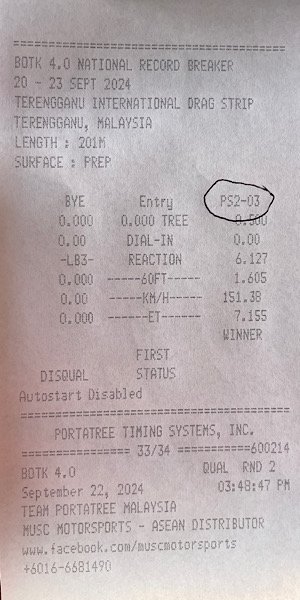 ================================
BOTK 4.0 NATIONAL RECORD BREAKER
20 - 23 SEPT 2024
TERENGGANU INTERNATIONAL DRAG STRIP
TERENGGANU, MALAYSIA
LENGTH : 201M
SURFACE : PREP
BYE Entry PS2-03
0.000 0.000 TREE 0.500
0.00 DIAL-IN 0.00
-LB3- REACTION 6.127
0.000 -----60FT----- 1.605
0.00 ------KM/H------ 151.38
0.000 -------ET------- 7.155
WINNER
FIRST
DISQUAL STATUS
Autostart Disabled
================================
PORTATREE TIMING SYSTEMS, INC.
================ 33/34 ===========600214
BOTK 4.0 QUAL RND 2
September 22, 2024 03:48:47 PM
TEAM PORTATREE MALAYSIA
MUSC MOTORSPORTS - ASEAN DISTRIBUTOR
www.facebook.com/muscmotorsports
+6016-6681490